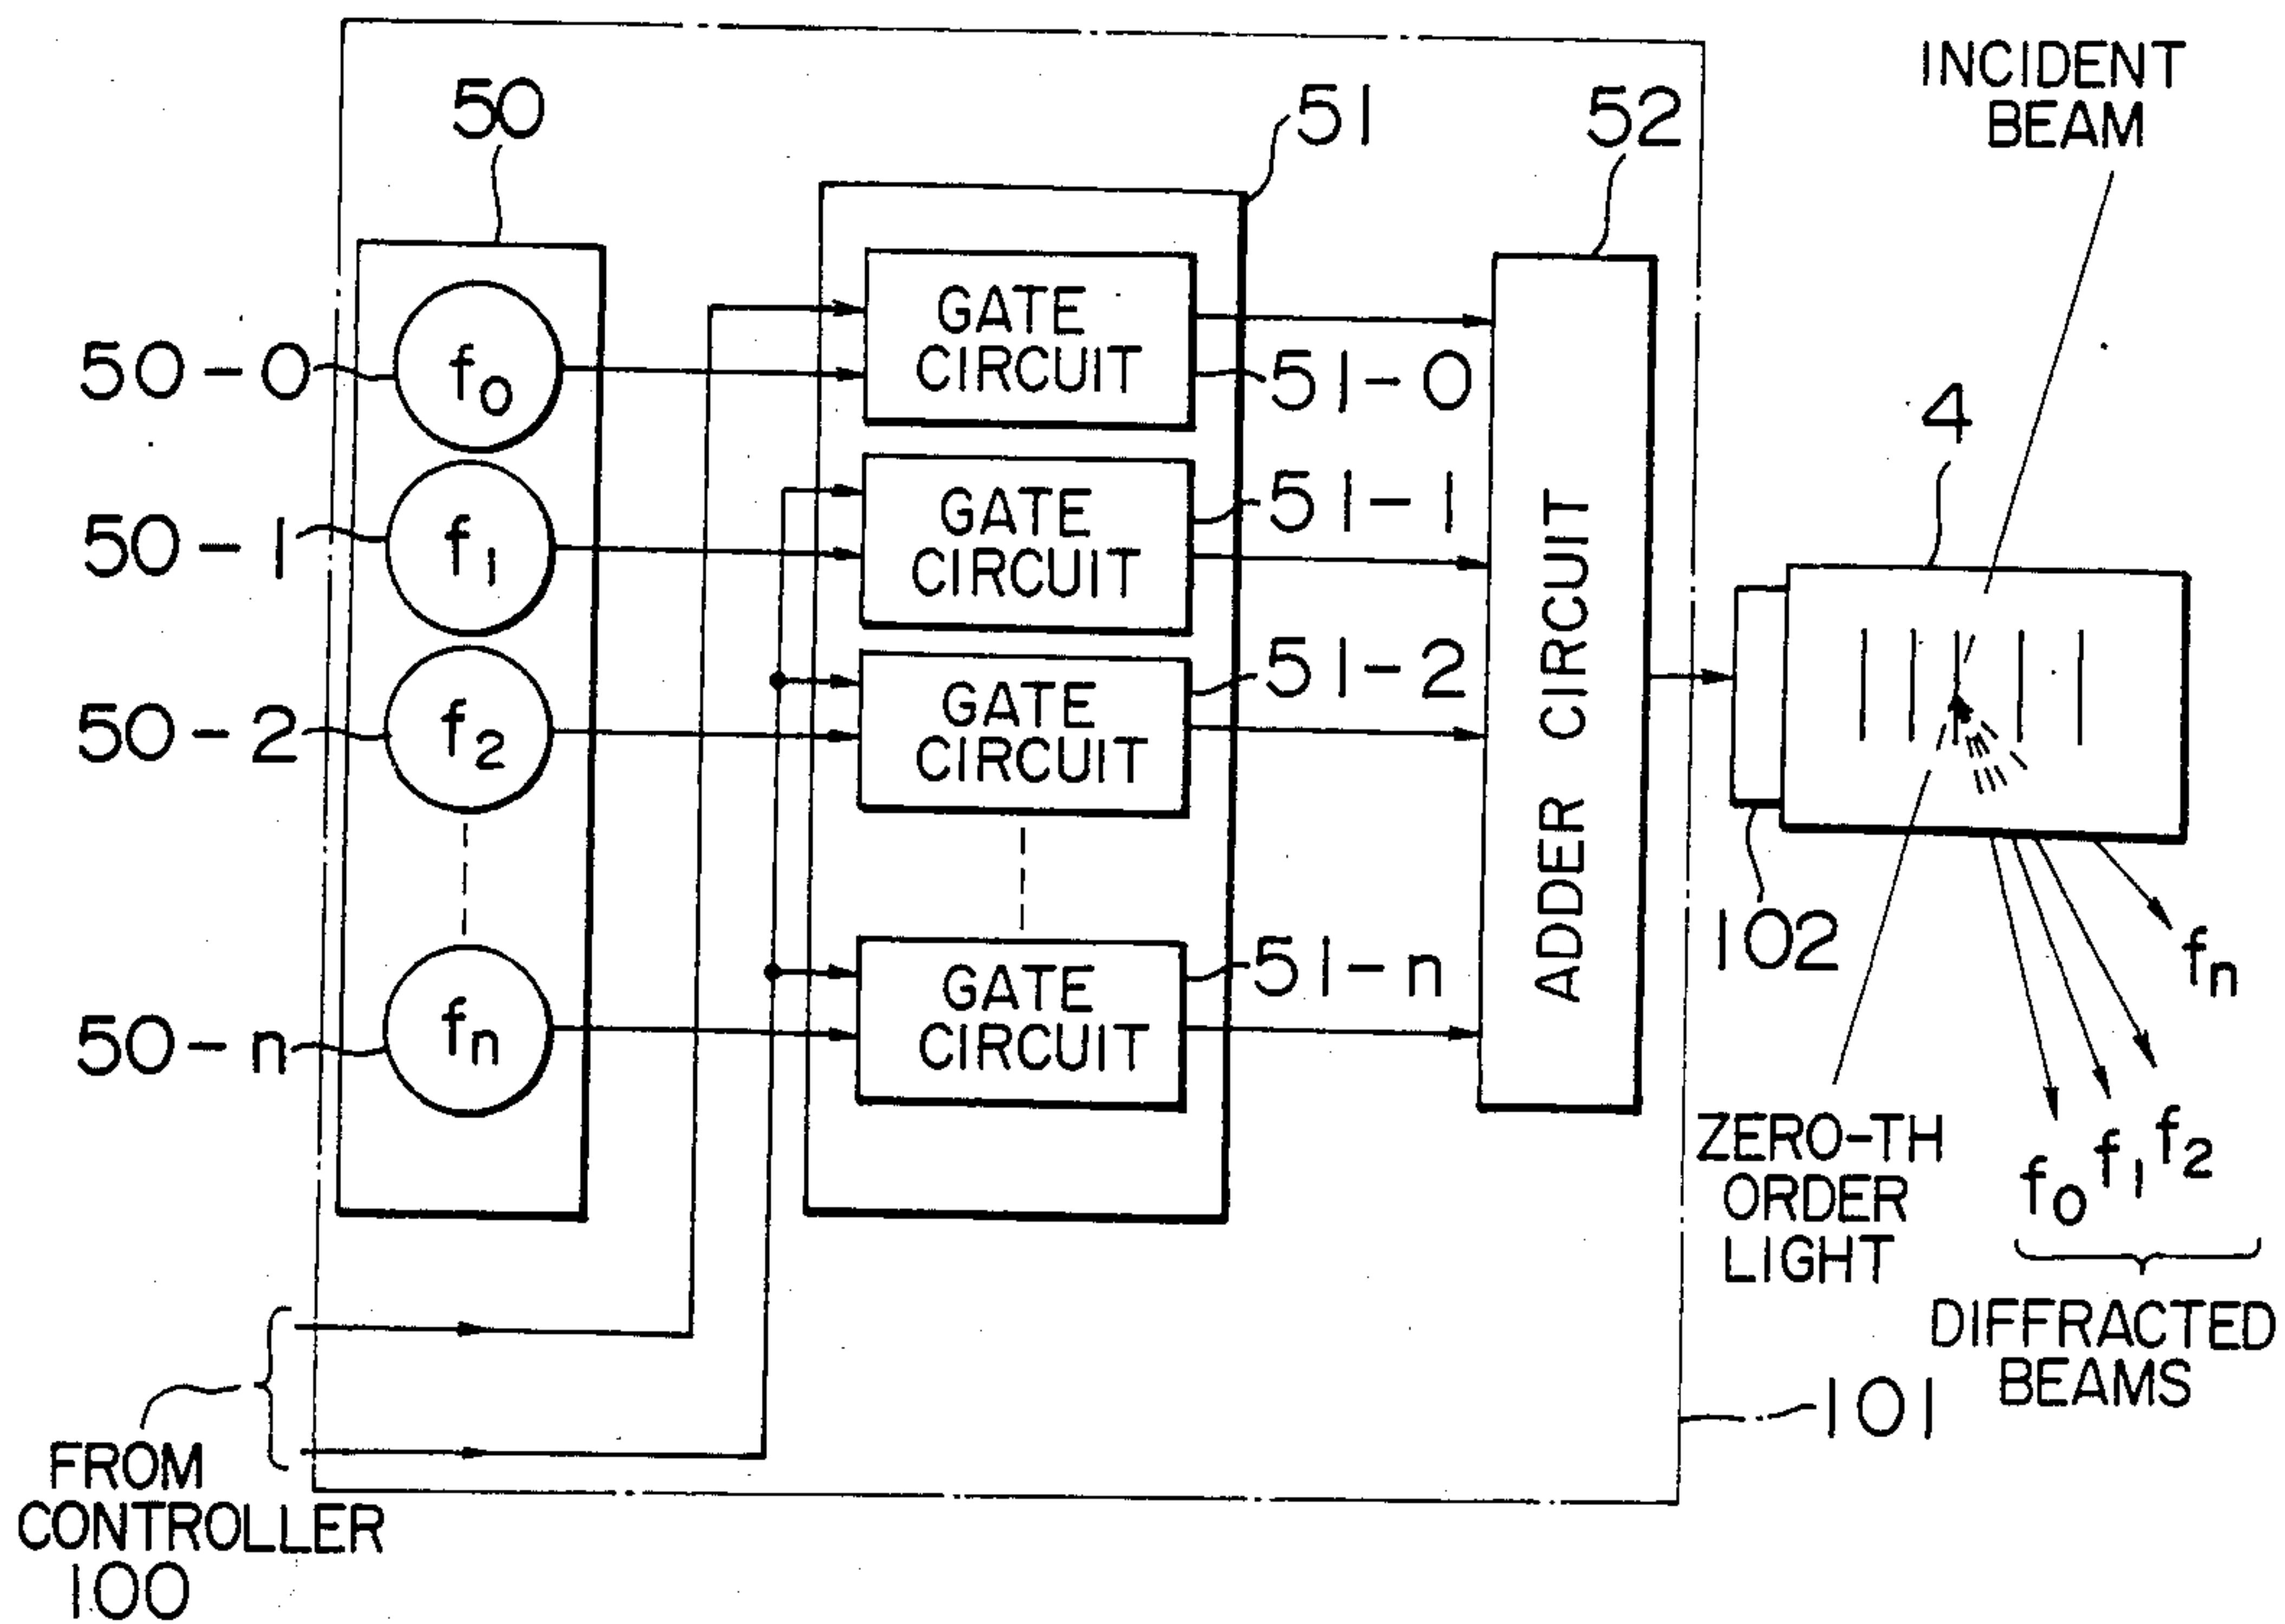 INCIDENT
BEAM
50
51
52
50-0
f0
GATE
CIRCUIT
51-0
4
50-1
f1
GATE
CIRCUIT
51-1
50-2
f2
GATE
CIRCUIT
51-2
50-n
fn
GATE
CIRCUIT
51-n
ADDER CIRCUIT
102
fn
ZERO-TH
ORDER
LIGHT
f0 f1 f2
DIFFRACTED
BEAMS
101
FROM
CONTROLLER
100